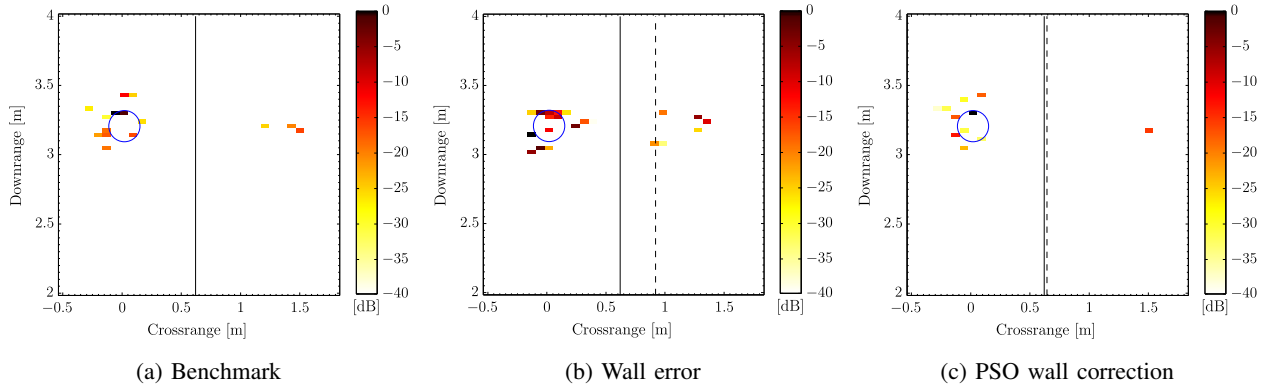 4
3.5
3
2.5
2
Downrange [m]
−0.5 0 0.5 1 1.5
Crossrange [m]
0
−5
−10
−15
−20
−25
−30
−35
−40
[dB]
(a) Benchmark
4
3.5
3
2.5
2
Downrange [m]
−0.5 0 0.5 1 1.5
Crossrange [m]
0
−5
−10
−15
−20
−25
−30
−35
−40
[dB]
(b) Wall error
4
3.5
3
2.5
2
Downrange [m]
−0.5 0 0.5 1 1.5
Crossrange [m]
0
−5
−10
−15
−20
−25
−30
−35
−40
[dB]
(c) PSO wall correction